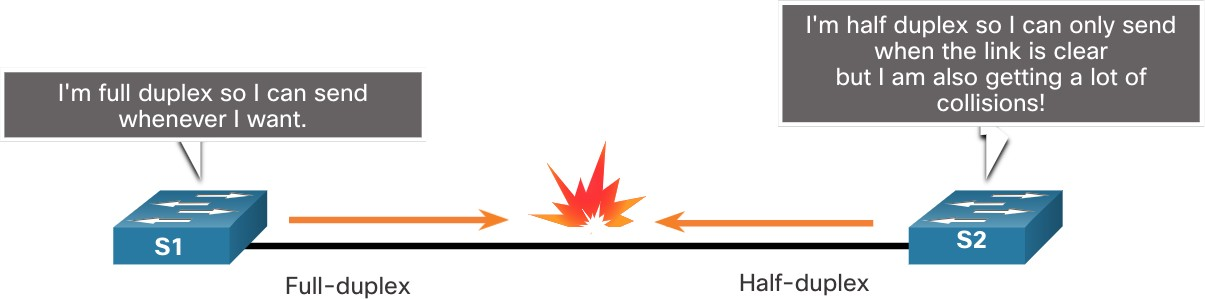 I'm full duplex so I can send
whenever I want.
I'm half duplex so I can only send
when the link is clear
but I am also getting a lot of
collisions!
S1
S2
Full-duplex
Half-duplex